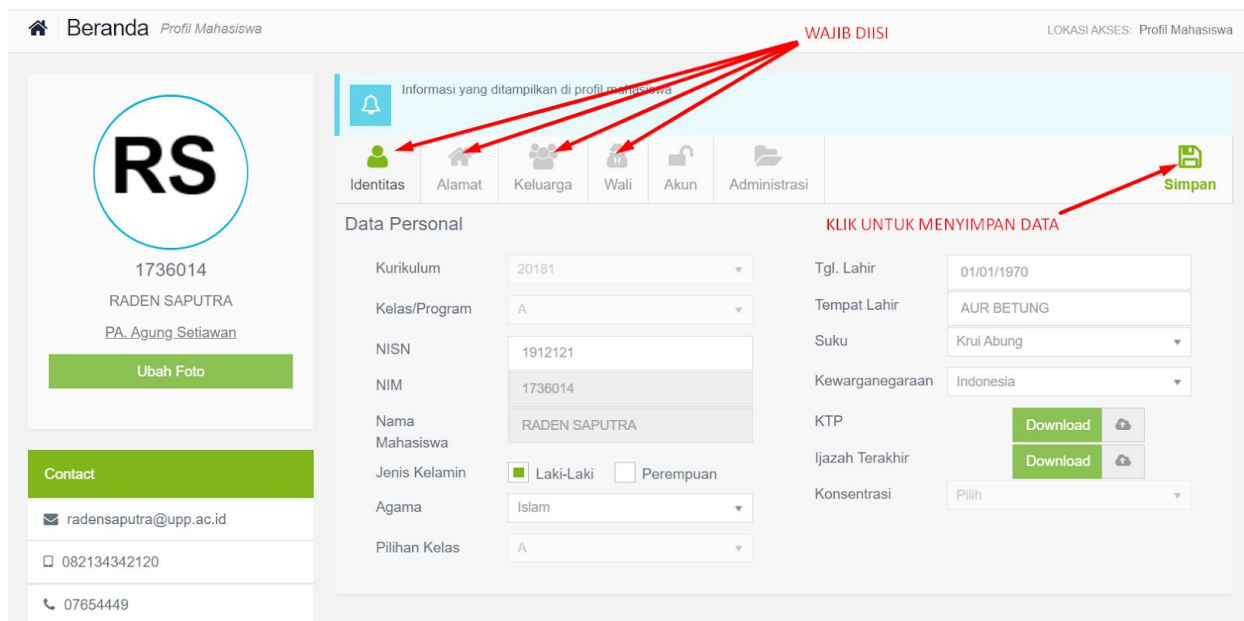 Beranda Profil Mahasiswa
WAJIB DIISI
LOKASI AKSES: Profil Mahasiswa
RS
1736014
RADEN SAPUTRA
PA. Agung Setiawan
Ubah Foto
Contact
radensaputra@upp.ac.id
082134342120
07654449
Informasi yang ditampilkan di profil mahasiswa
Identitas Alamat Keluarga Wali Akun Administrasi Simpan
Data Personal
KLIK UNTUK MENYIMPAN DATA
Kurikulum 20181
Kelas/Program A
NISN 1912121
NIM 1736014
Nama Mahasiswa RADEN SAPUTRA
Jenis Kelamin Laki-Laki Perempuan
Agama Islam
Pilihan Kelas A
Tgl. Lahir 01/01/1970
Tempat Lahir AUR BETUNG
Suku Krui Abung
Kewarganegaraan Indonesia
KTP Download
Ijazah Terakhir Download
Konsentrasi Pilih